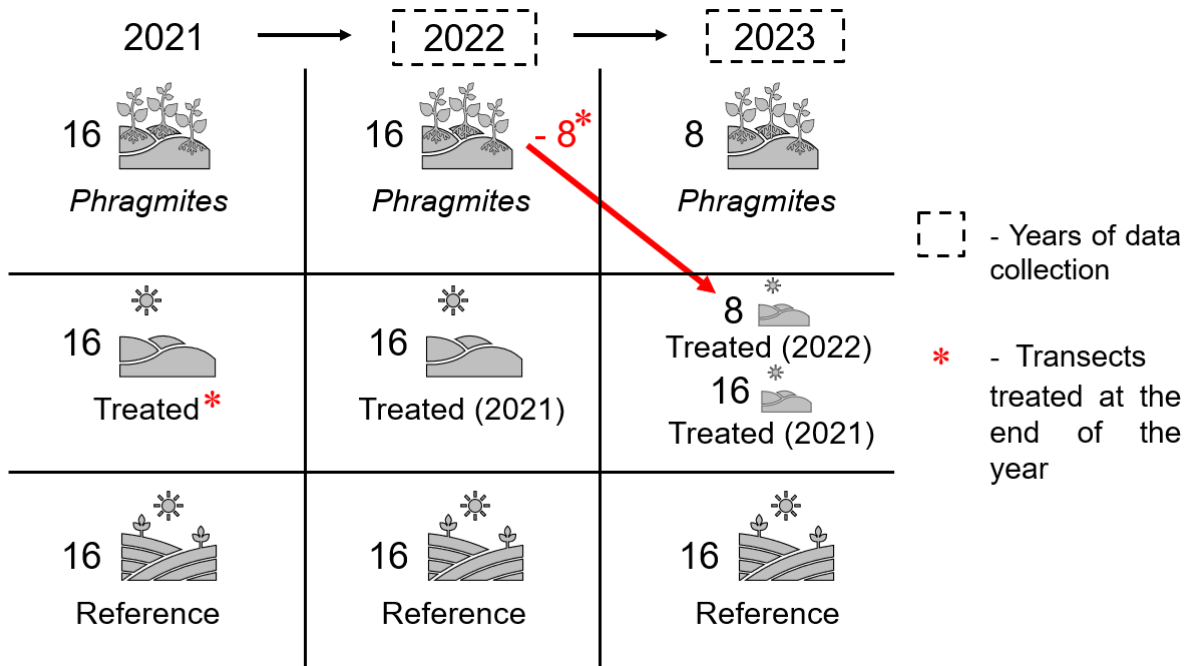 2021
2022
2023
16
16
- 8*
8
Phragmites
Phragmites
Phragmites
16
Treated*
16
Treated (2021)
8
Treated (2022)
16
Treated (2021)
16
Reference
16
Reference
16
Reference
- Years of data
collection
* - Transects
treated at the
end of the
year